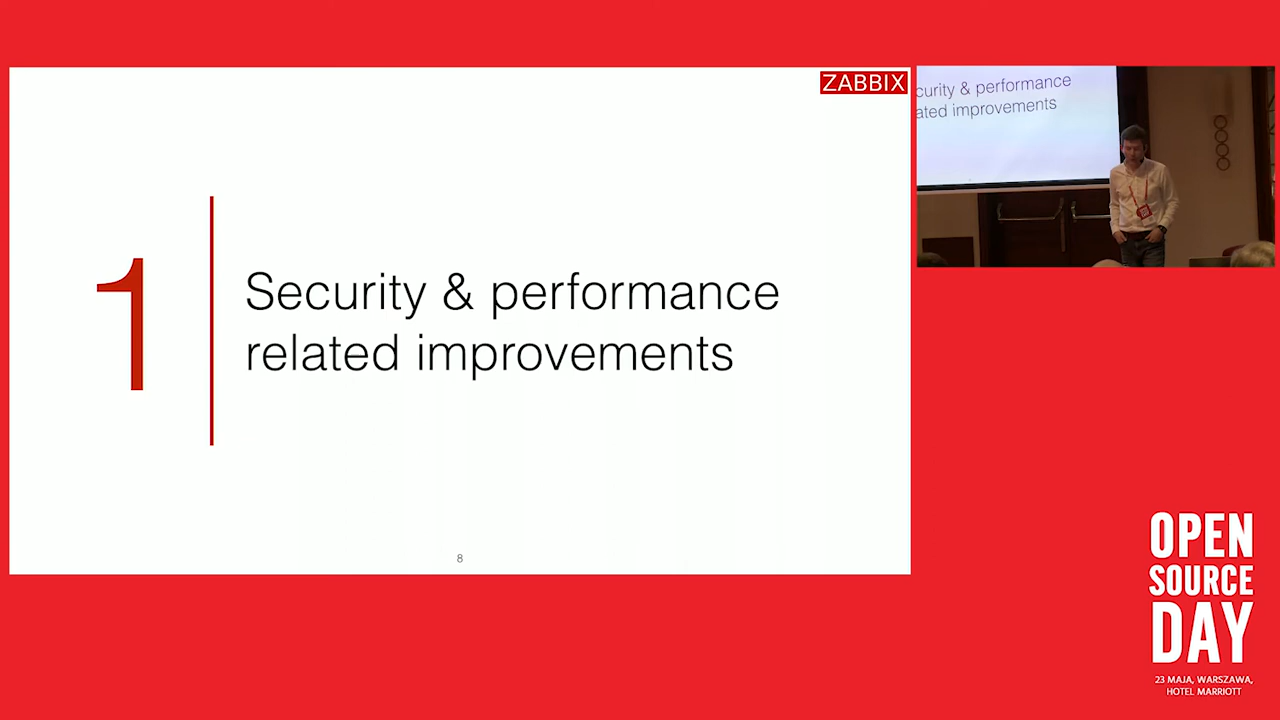 ZABBIX
1
Security & performance
related improvements
8
curity & performance
ated improvements
OPEN
SOURCE
DAY
23 MAJA, WARSZAWA,
HOTEL MARRIOTT